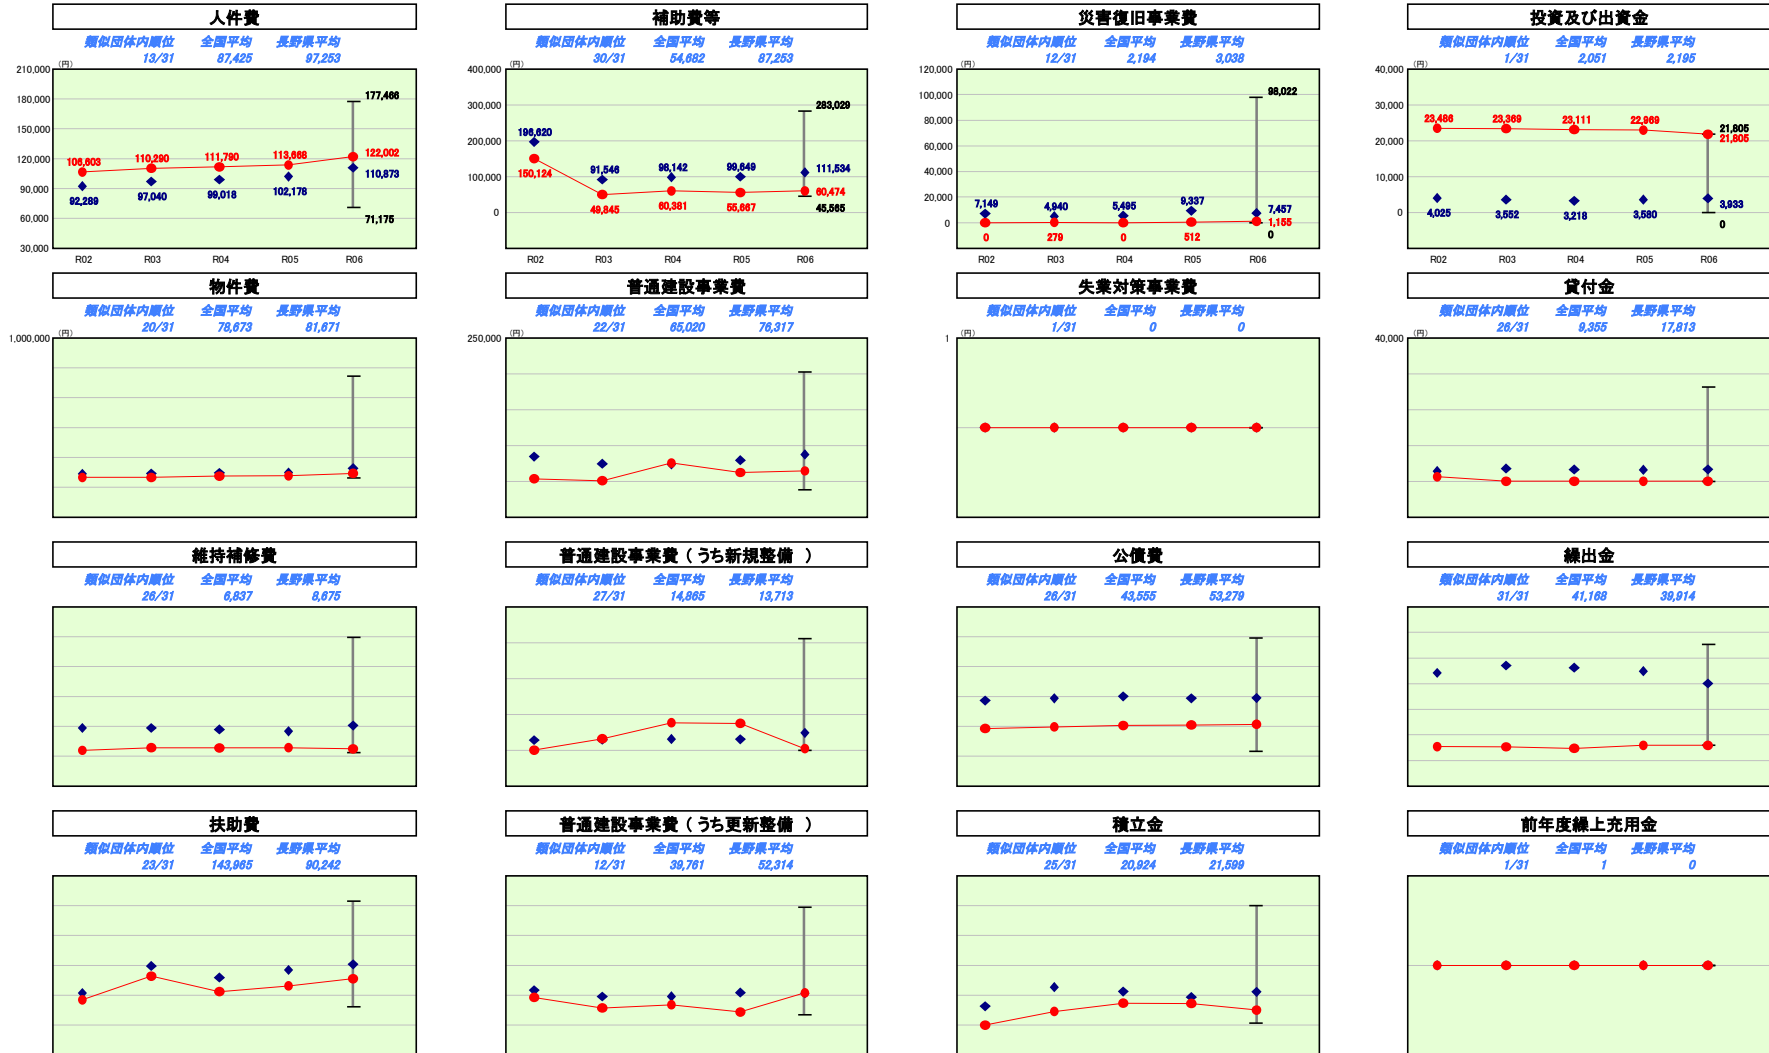 人件費
類似団体内順位 全国平均 長野県平均
13/31 87,425 97,253
(円)
210,000
180,000
150,000
120,000
90,000
60,000
30,000
177,466
106,603 110,290 111,790 113,668 122,002
92,289 97,040 99,018 102,178 110,873
71,175
R02 R03 R04 R05 R06
補助費等
類似団体内順位 全国平均 長野県平均
30/31 54,682 87,253
(円)
400,000
300,000
200,000
100,000
0
283,029
196,620 91,546 98,142 99,649 111,534
150,124 49,845 60,381 55,667 60,474
45,565
R02 R03 R04 R05 R06
災害復旧事業費
類似団体内順位 全国平均 長野県平均
12/31 2,194 3,038
(円)
120,000
100,000
80,000
60,000
40,000
20,000
0
98,022
7,149 4,940 5,495 9,337 7,457
0 279 0 512 1,155
0
R02 R03 R04 R05 R06
投資及び出資金
類似団体内順位 全国平均 長野県平均
1/31 2,051 2,195
(円)
40,000
30,000
20,000
10,000
0
21,805
23,486 23,369 23,111 22,969 21,805
4,025 3,552 3,218 3,580 3,933
0
R02 R03 R04 R05 R06
物件費
類似団体内順位 全国平均 長野県平均
20/31 78,673 81,671
(円)
1,000,000
普通建設事業費
類似団体内順位 全国平均 長野県平均
22/31 65,020 76,317
(円)
250,000
失業対策事業費
類似団体内順位 全国平均 長野県平均
1/31 0 0
(円)
1
貸付金
類似団体内順位 全国平均 長野県平均
26/31 9,355 17,813
(円)
40,000
維持補修費
類似団体内順位 全国平均 長野県平均
26/31 6,837 8,675
普通建設事業費(うち新規整備 )
類似団体内順位 全国平均 長野県平均
27/31 14,865 13,713
公債費
類似団体内順位 全国平均 長野県平均
26/31 43,555 53,279
繰出金
類似団体内順位 全国平均 長野県平均
31/31 41,168 39,914
扶助費
類似団体内順位 全国平均 長野県平均
23/31 143,965 90,242
普通建設事業費(うち更新整備 )
類似団体内順位 全国平均 長野県平均
12/31 39,761 52,314
積立金
類似団体内順位 全国平均 長野県平均
25/31 20,924 21,599
前年度繰上充用金
類似団体内順位 全国平均 長野県平均
1/31 1 0